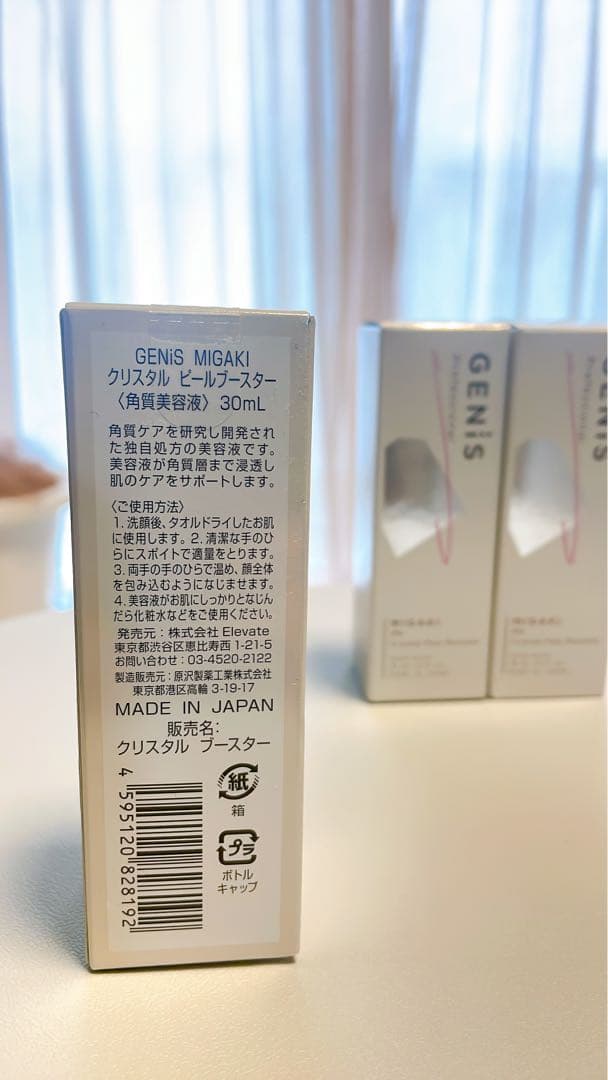 GENiS MIGAKI
クリスタル ピールブースター
〈角質美容液〉 30mL
角質ケアを研究し開発され
た独自処方の美容液です。
美容液が角質層まで浸透し
肌のケアをサポートします。
〈ご使用方法〉
1. 洗顔後、タオルドライしたお肌
に使用します。2. 清潔な手のひ
らにスポイトで適量をとります。
3. 両手の手のひらで温め、顔全体
を包み込むようになじませます。
4. 美容液がお肌にしっかりとなじん
だら化粧水などをご使用ください。
発売元：株式会社 Elevate
東京都渋谷区恵比寿西 1-21-5
お問い合わせ：03-4520-2122
製造販売元：原沢製薬工業株式会社
東京都港区高輪 3-19-17
MADE IN JAPAN
販売名：
クリスタル ブースター
4 595120 828192
紙
箱
プラ
ボトル
キャップ
GENiS
MIGAKI
GENiS
MIGAKI